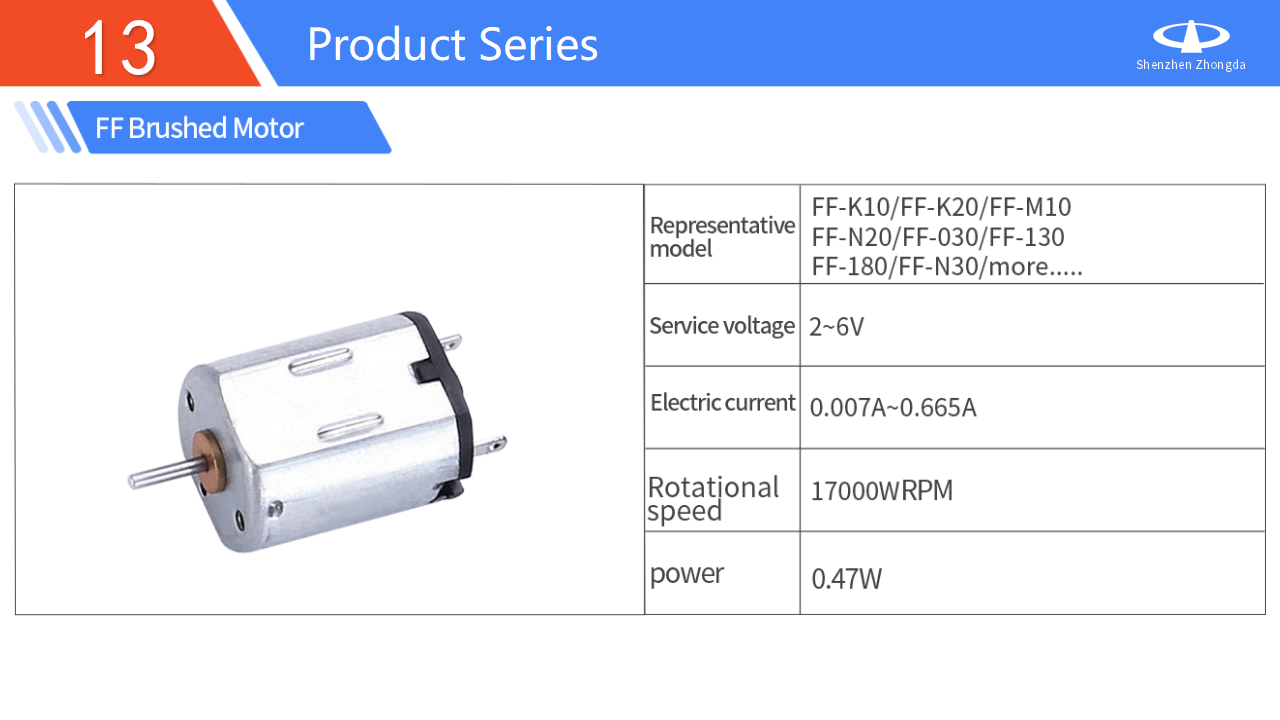 13
Product Series
Shenzhen Zhongda
FF Brushed Motor
Representative
model
FF-K10/FF-K20/FF-M10
FF-N20/FF-030/FF-130
FF-180/FF-N30/more.....
Service voltage
2~6V
Electric current
0.007A~0.665A
Rotational
speed
17000WRPM
power
0.47W